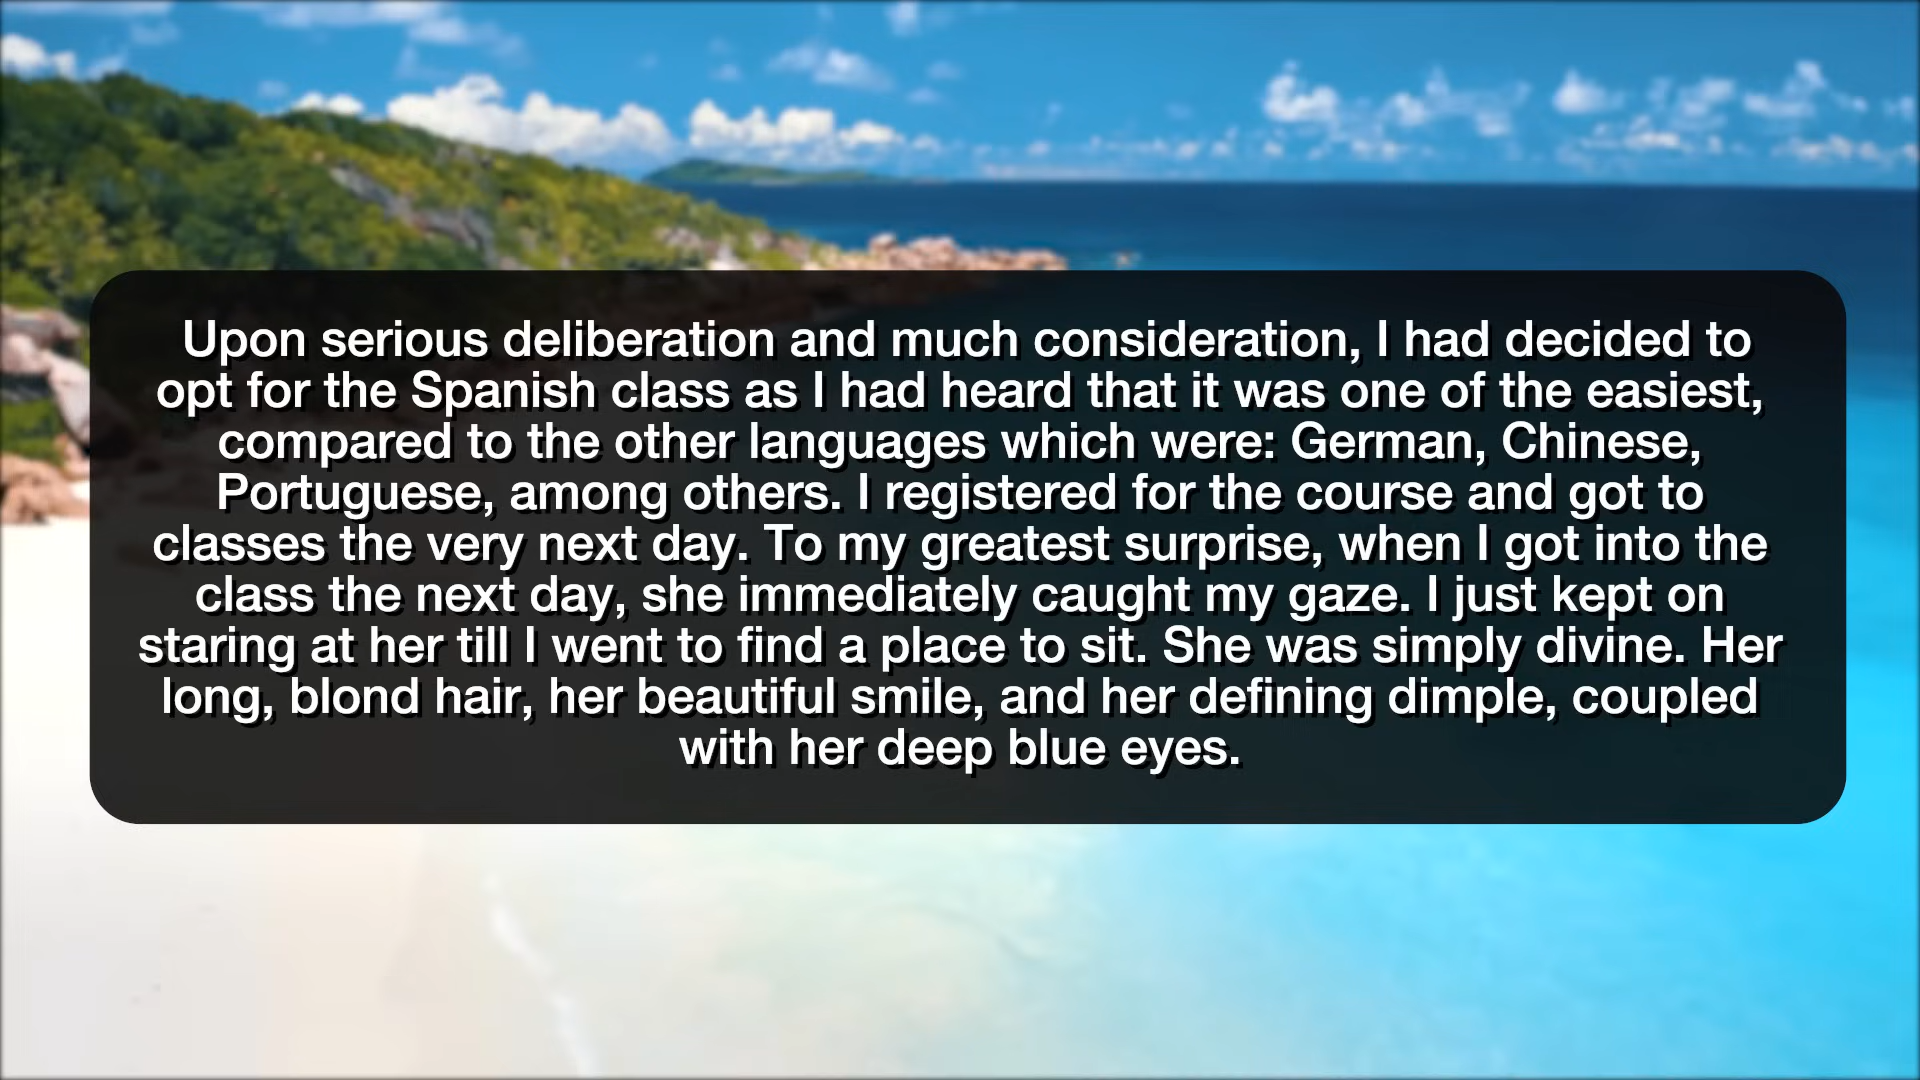 Upon serious deliberation and much consideration, I had decided to
opt for the Spanish class as I had heard that it was one of the easiest,
compared to the other languages which were: German, Chinese,
Portuguese, among others. I registered for the course and got to
classes the very next day. To my greatest surprise, when I got into the
class the next day, she immediately caught my gaze. I just kept on
staring at her till I went to find a place to sit. She was simply divine. Her
long, blond hair, her beautiful smile, and her defining dimple, coupled
with her deep blue eyes.